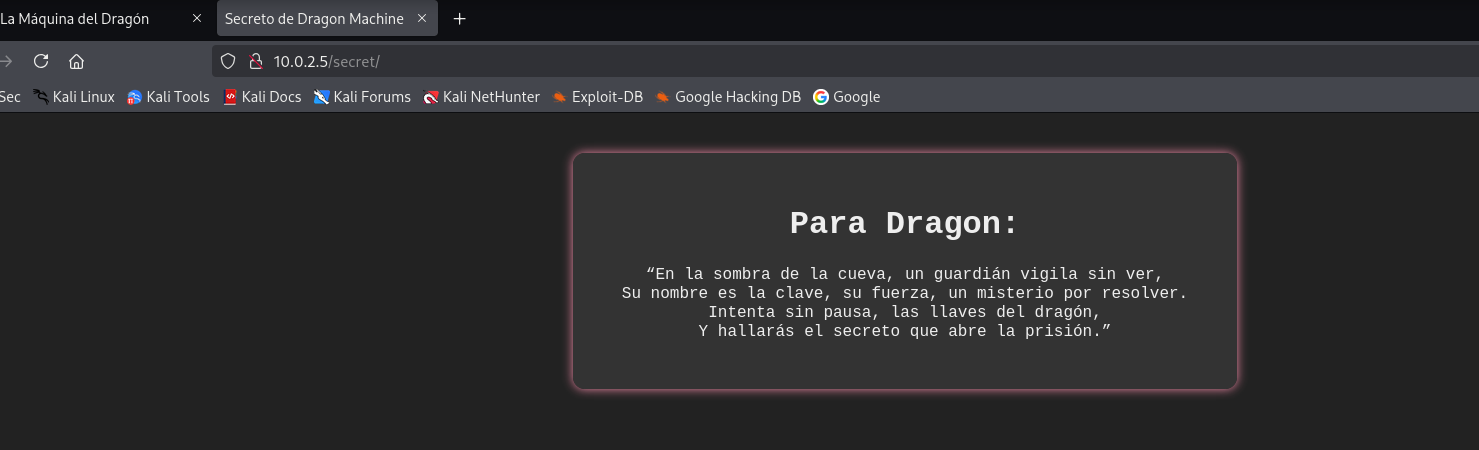 La Máquina del Dragón
Secreto de Dragon Machine
10.0.2.5/secret/
Sec
Kali Linux
Kali Tools
Kali Docs
Kali Forums
Kali NetHunter
Exploit-DB
Google Hacking DB
Google
Para Dragon:
“En la sombra de la cueva, un guardián vigila sin ver,
Su nombre es la clave, su fuerza, un misterio por resolver.
Intenta sin pausa, las llaves del dragón,
Y hallarás el secreto que abre la prisión.”